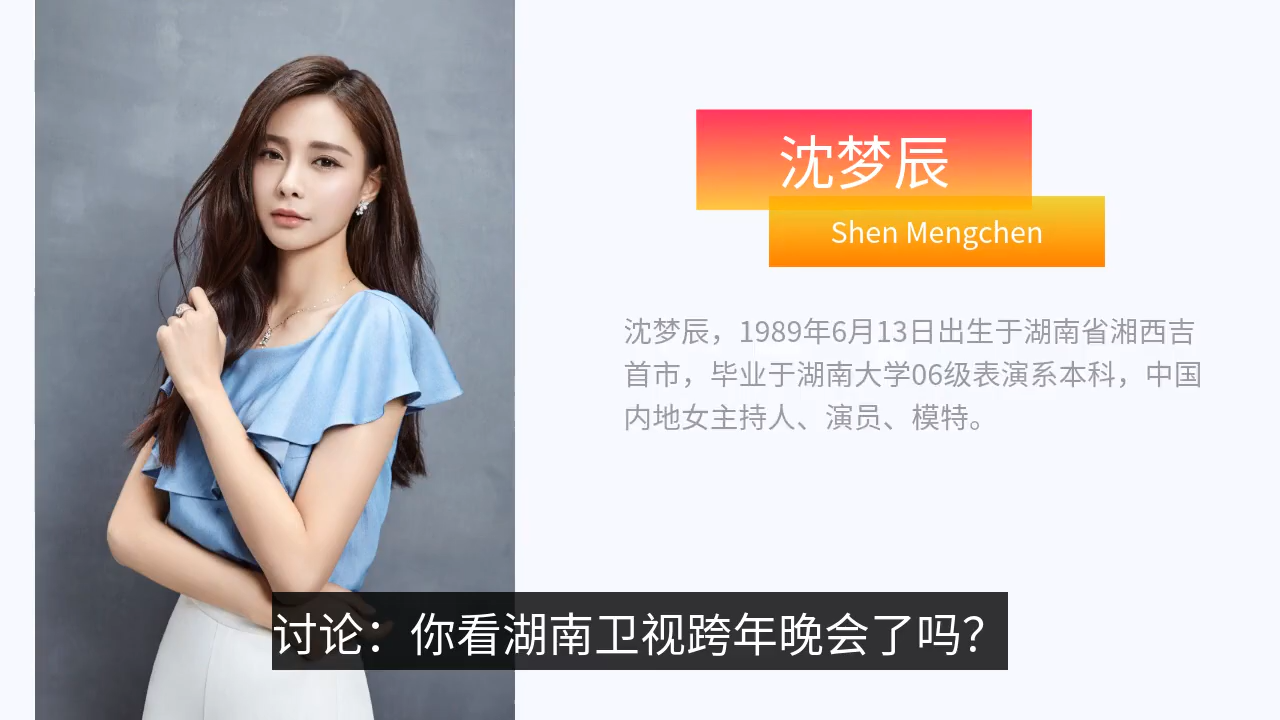 沈梦辰
Shen Mengchen
沈梦辰，1989年6月13日出生于湖南省湘西吉
首市，毕业于湖南大学06级表演系本科，中国
内地女主持人、演员、模特。
讨论：你看湖南卫视跨年晚会了吗？